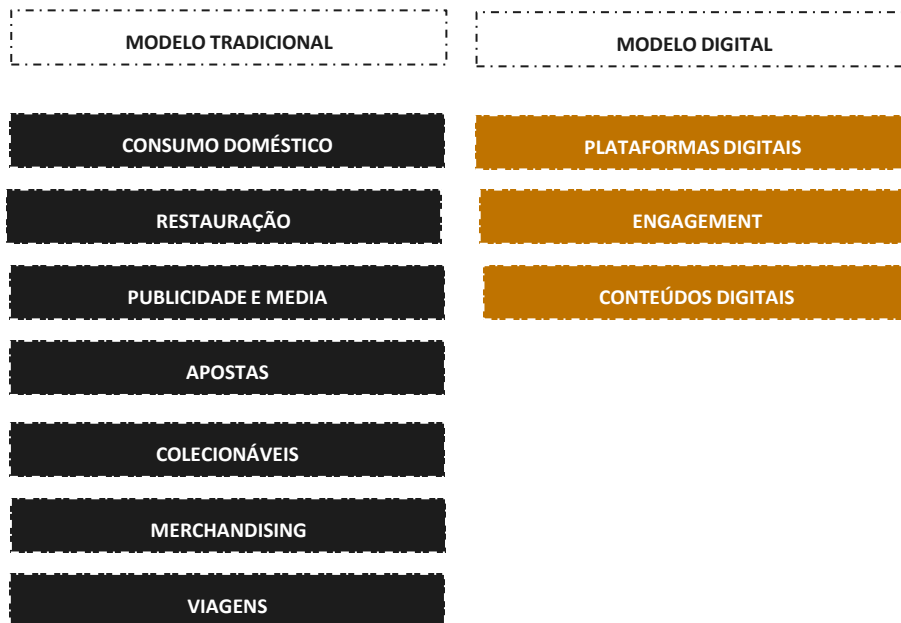 MODELO TRADICIONAL
MODELO DIGITAL
CONSUMO DOMÉSTICO
PLATAFORMAS DIGITAIS
RESTAURAÇÃO
ENGAGEMENT
PUBLICIDADE E MEDIA
CONTEÚDOS DIGITAIS
APOSTAS
COLECIONÁVEIS
MERCHANDISING
VIAGENS